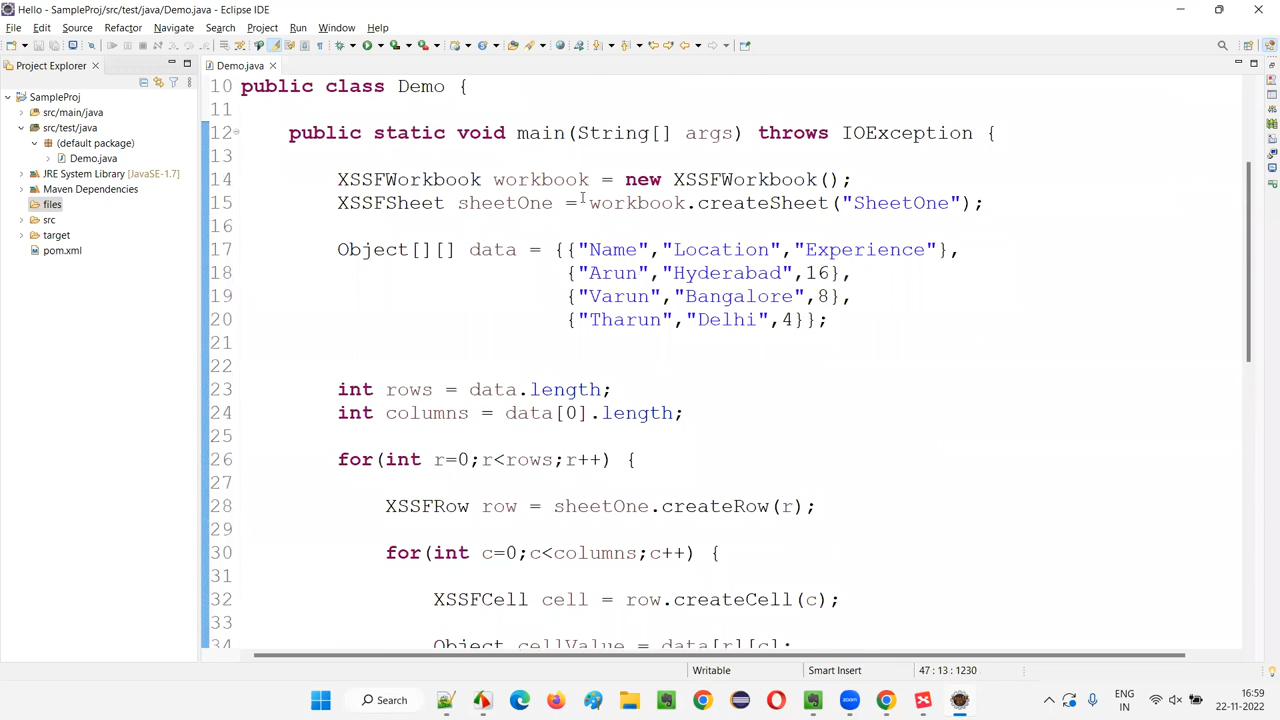 Hello - SampleProj/src/test/java/Demo.java - Eclipse IDE
File Edit Source Refactor Navigate Search Project Run Window Help
Project Explorer
Demo.java
SampleProj
src/main/java
src/test/java
(default package)
Demo.java
JRE System Library [JavaSE-1.7]
Maven Dependencies
files
src
target
pom.xml
10 public class Demo {
11
12 public static void main(String[] args) throws IOException {
13
14 XSSFWorkbook workbook = new XSSFWorkbook();
15 XSSFSheet sheetOne = workbook.createSheet("SheetOne");
16
17 Object[][] data = {{"Name","Location","Experience"},
18 {"Arun","Hyderabad",16},
19 {"Varun","Bangalore",8},
20 {"Tharun","Delhi",4}};
21
22
23 int rows = data.length;
24 int columns = data[0].length;
25
26 for(int r=0;r<rows;r++) {
27
28 XSSFRow row = sheetOne.createRow(r);
29
30 for(int c=0;c<columns;c++) {
31
32 XSSFCell cell = row.createCell(c);
33
34 Object cellValue = data[r][c];
Writable Smart Insert 47 : 13 : 1230
Search
zoom
ENG
IN
16:59
22-11-2022